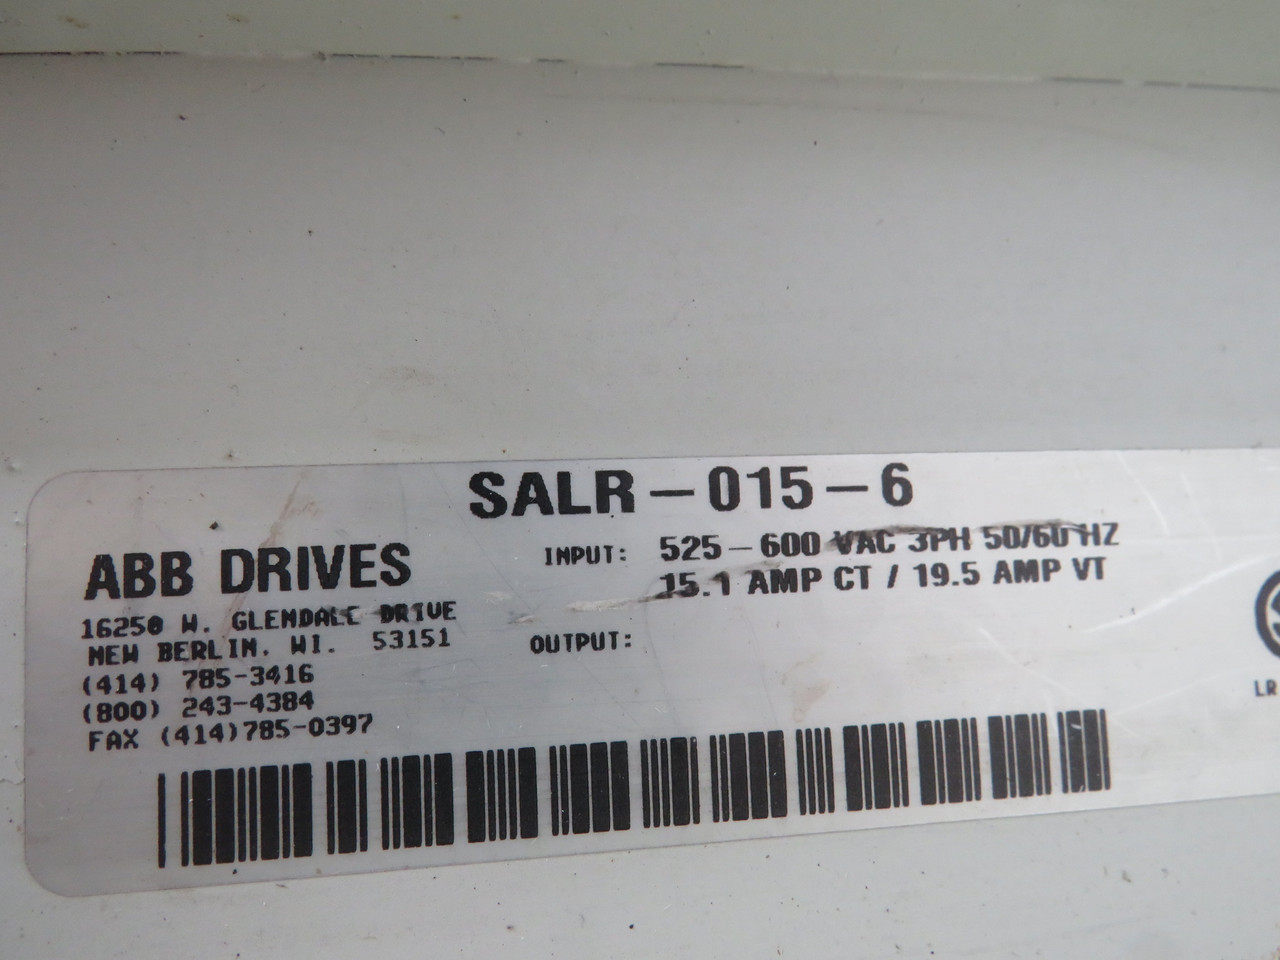 SALR-015-6
ABB DRIVES
INPUT: 525-600 VAC 3PH 50/60 HZ
15.1 AMP CT / 19.5 AMP VT
16250 W. GLENDALE DRIVE
NEW BERLIN, WI. 53151
OUTPUT:
(414) 785-3416
(800) 243-4384
FAX (414)785-0397
LR